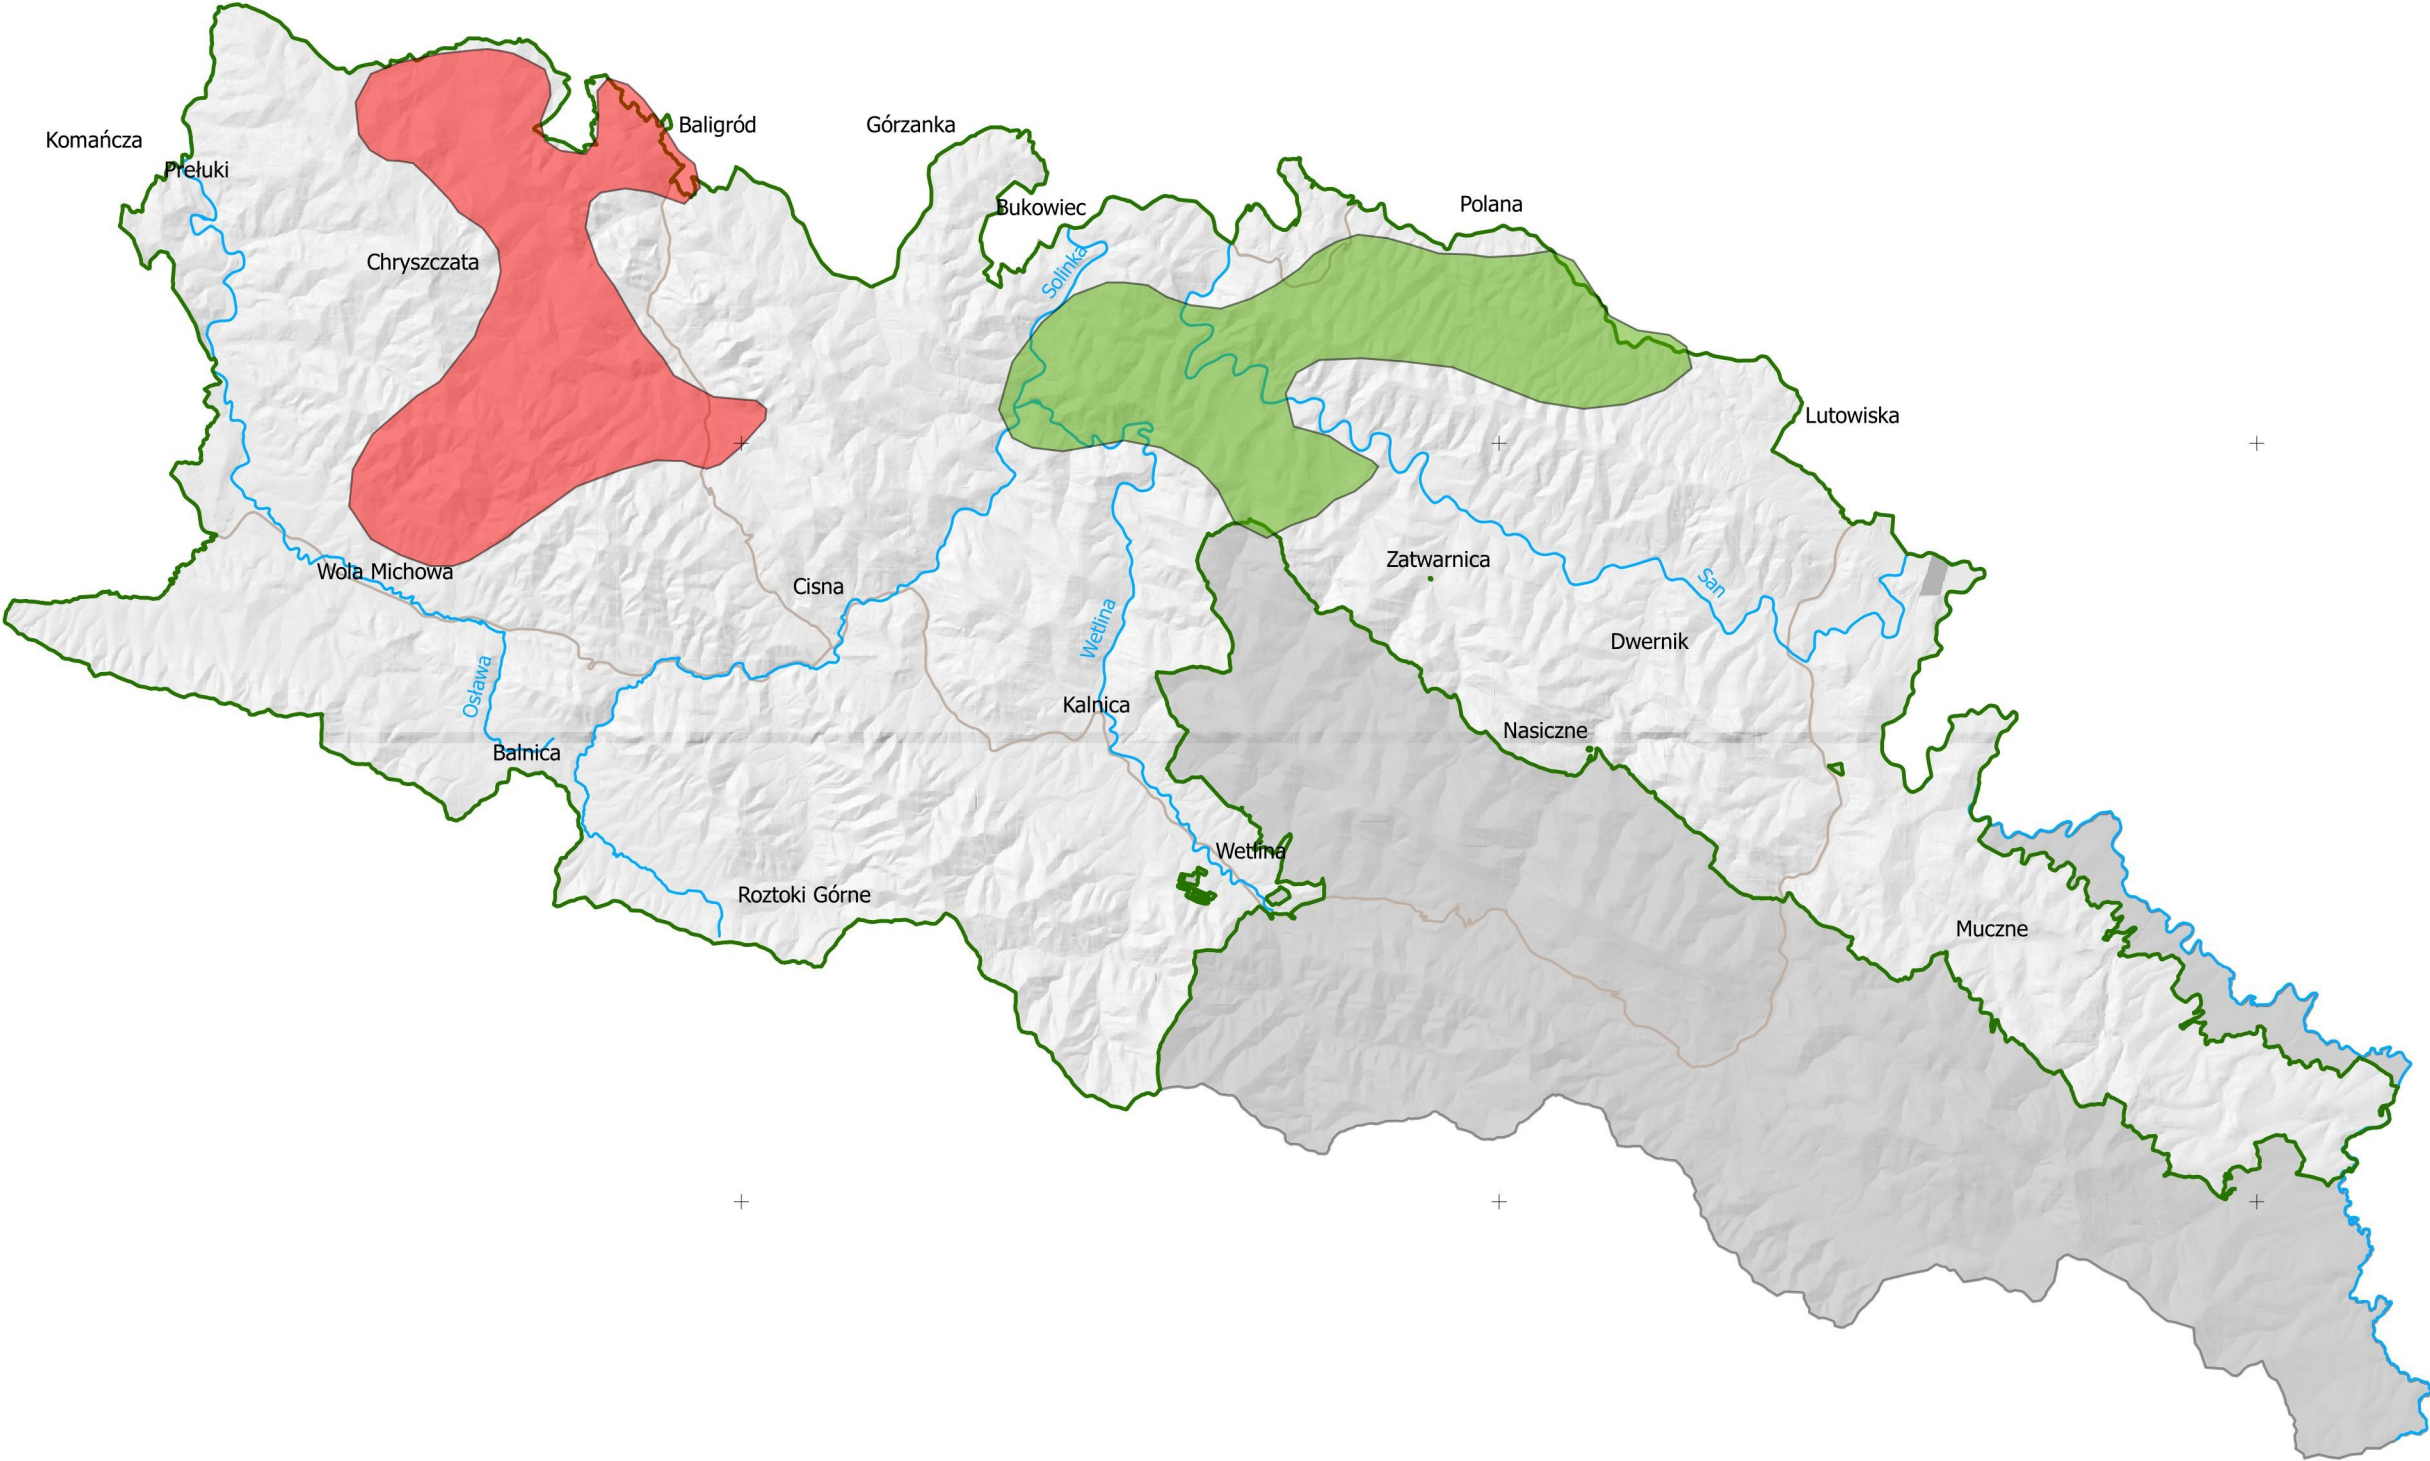 Baligród
Górzanka
Komańcza
Prełuki
Polana
Bukowiec
Chryszczata
Solinka
Lutowiska
Zatwarnica
Wola Michowa
Cisna
San
Wetlina
Dwernik
Osława
Kalnica
Nasiczne
Balnica
Wetlina
Roztoki Górne
Muczne